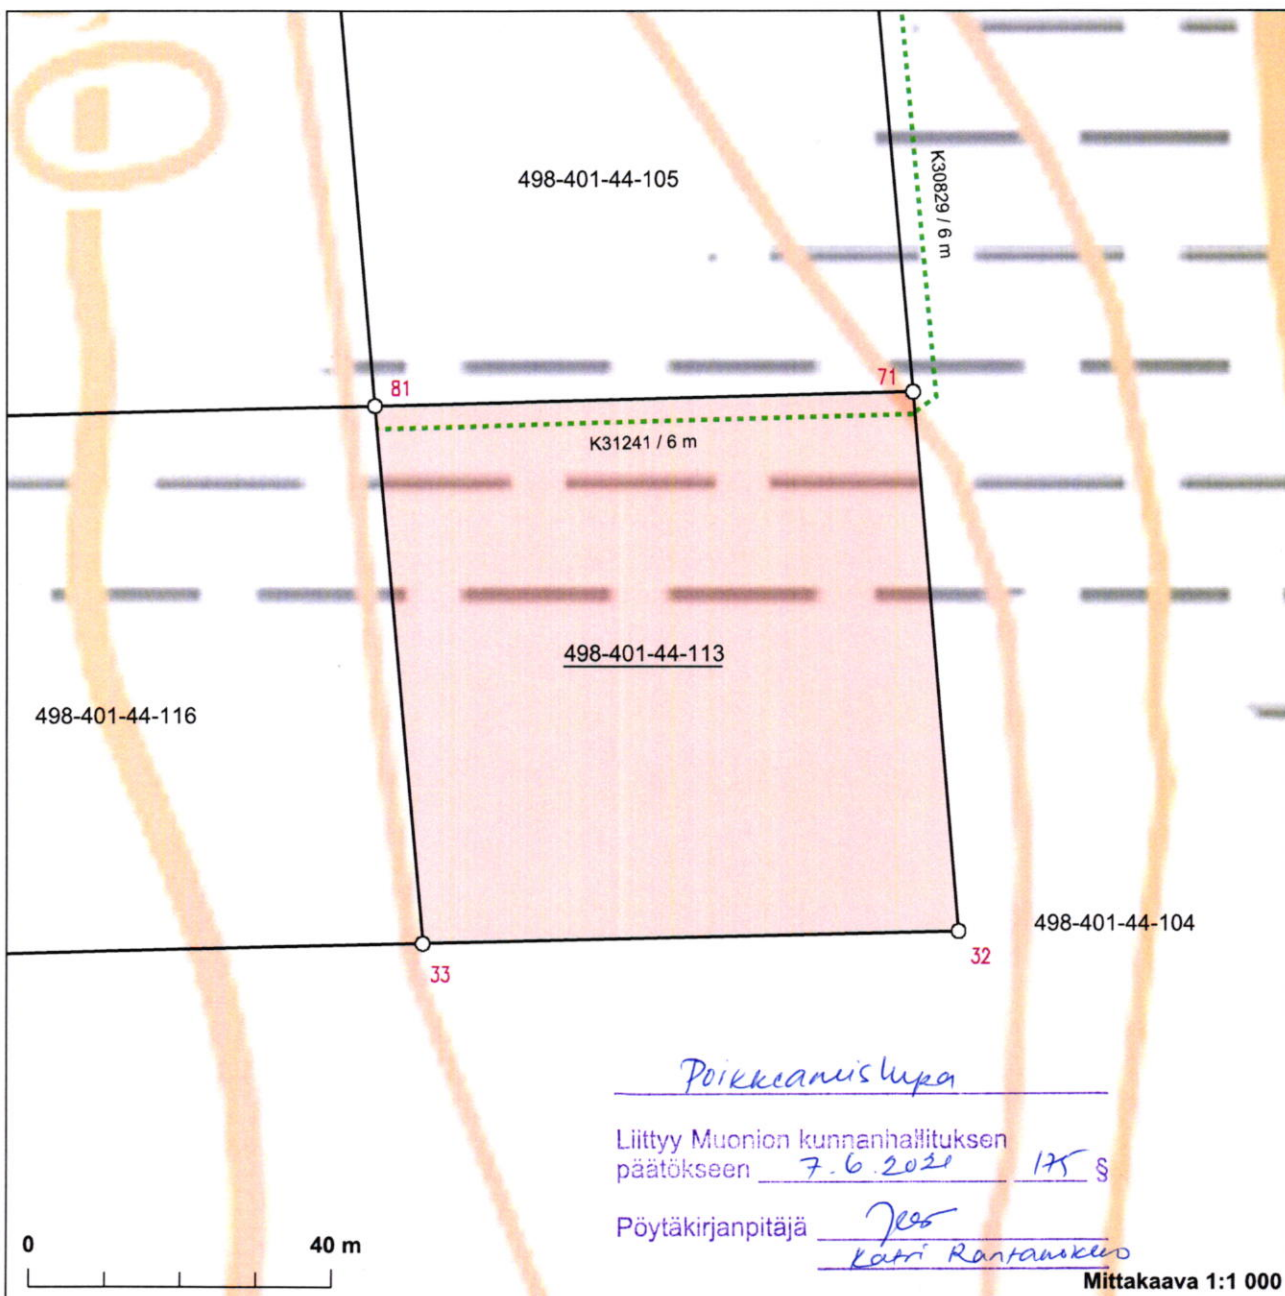 498-401-44-105
K30829 / 6 m
81
71
K31241 / 6 m
498-401-44-113
498-401-44-116
498-401-44-104
33
32
Poikkeamislupa
Liittyy Muonion kunnanhallituksen
päätökseen 7.6.2021 175 §
Pöytäkirjanpitäjä
Katri
0 40 m
Mittakaava 1:1 000